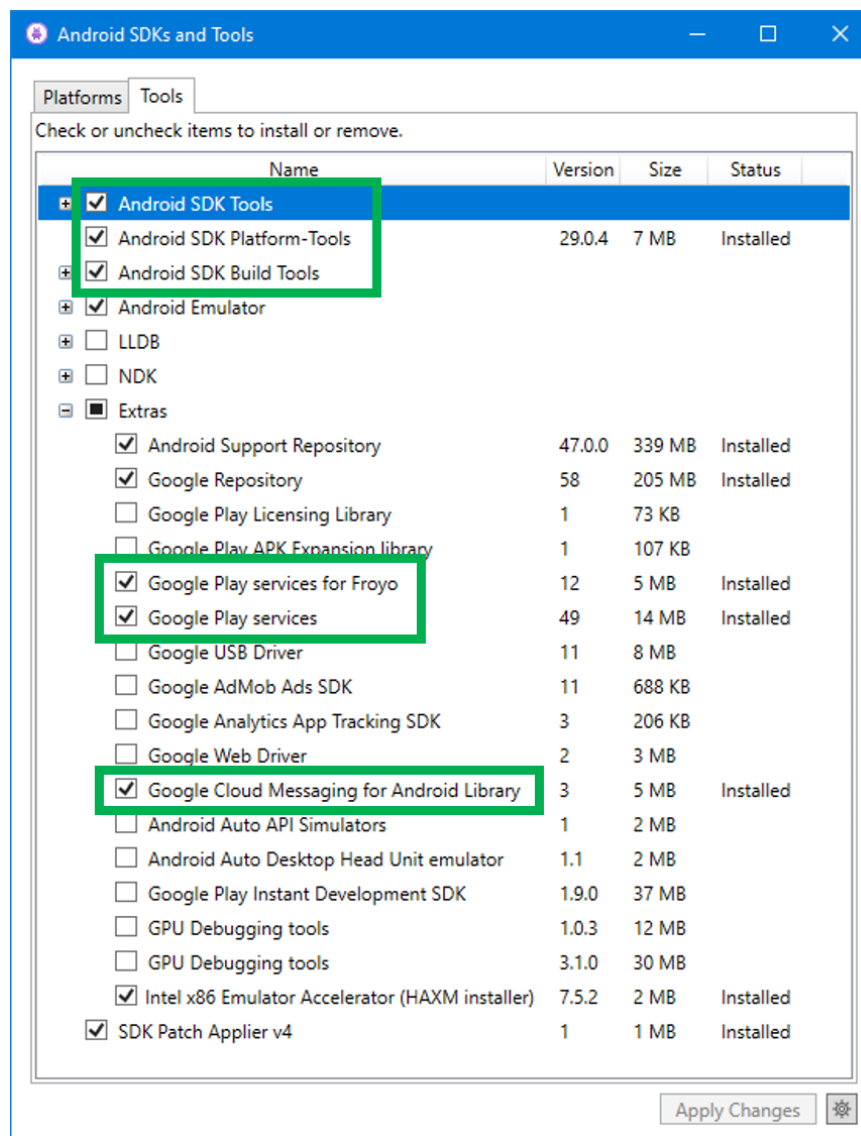 Android SDKs and Tools
Platforms Tools
Check or uncheck items to install or remove.
Name Version Size Status
Android SDK Tools
Android SDK Platform-Tools 29.0.4 7 MB Installed
Android SDK Build Tools
Android Emulator
LLDB
NDK
Extras
Android Support Repository 47.0.0 339 MB Installed
Google Repository 58 205 MB Installed
Google Play Licensing Library 1 73 KB
Google Play APK Expansion library 1 107 KB
Google Play services for Froyo 12 5 MB Installed
Google Play services 49 14 MB Installed
Google USB Driver 11 8 MB
Google AdMob Ads SDK 11 688 KB
Google Analytics App Tracking SDK 3 206 KB
Google Web Driver 2 3 MB
Google Cloud Messaging for Android Library 3 5 MB Installed
Android Auto API Simulators 1 2 MB
Android Auto Desktop Head Unit emulator 1.1 2 MB
Google Play Instant Development SDK 1.9.0 37 MB
GPU Debugging tools 1.0.3 12 MB
GPU Debugging tools 3.1.0 30 MB
Intel x86 Emulator Accelerator (HAXM installer) 7.5.2 2 MB Installed
SDK Patch Applier v4 1 1 MB Installed
Apply Changes